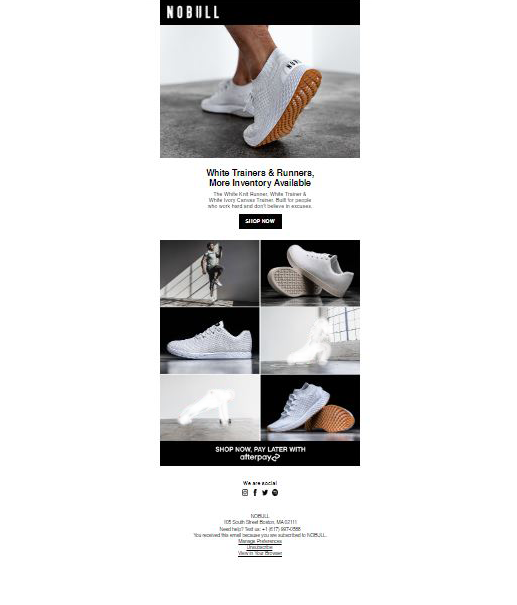 NOBULL
White Trainers & Runners,
More Inventory Available
The White Knit Runner, White Trainer &
White Ivory Canvas Trainer. Built for people
who work hard and don't believe in excuses.
SHOP NOW
SHOP NOW, PAY LATER WITH
afterpay
We are social
NOBULL
105 South Street Boston, MA 02111
Need help? Text us: +1 (617)
You received this email because you are subscribed to NOBULL.
Manage Preferences
Unsubscribe
View in Your Browser